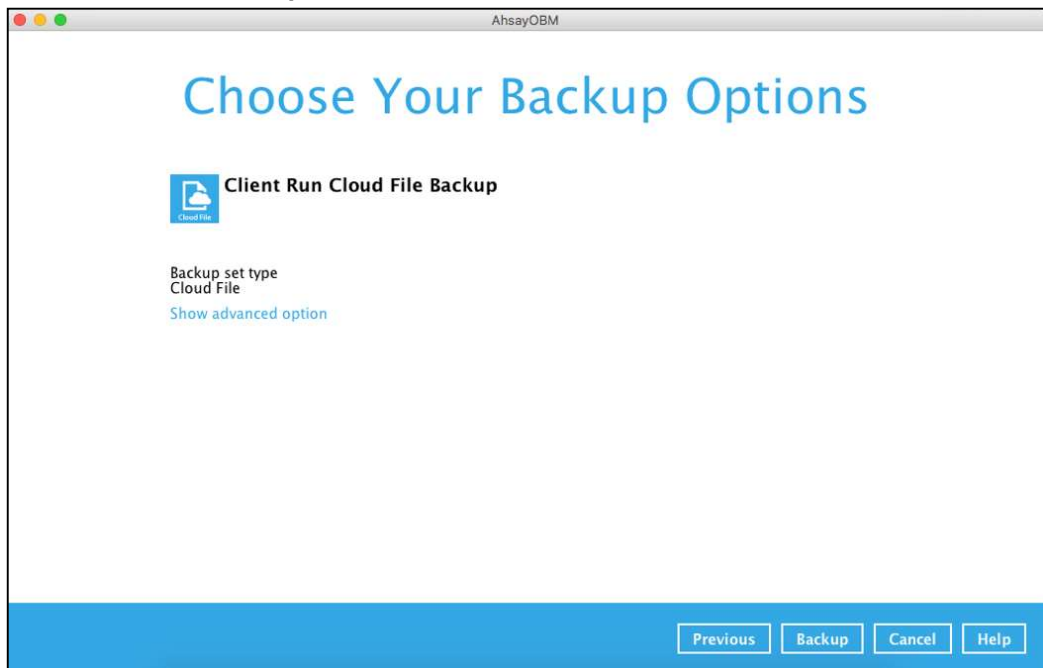 AhsayOBM
Choose Your Backup Options
Client Run Cloud File Backup
Cloud File
Backup set type
Cloud File
Show advanced option
Previous Backup Cancel Help